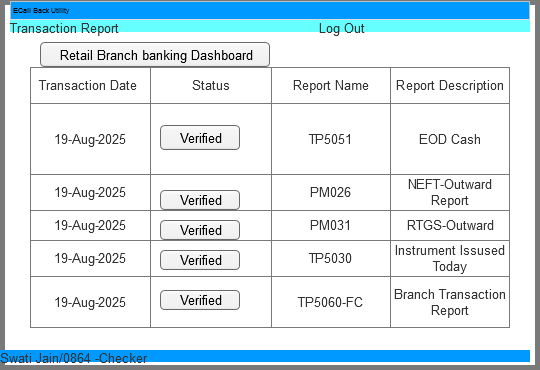 ECall Back Utility
Transaction Report Log Out
Retail Branch banking Dashboard
Transaction Date Status Report Name Report Description
19-Aug-2025 Verified TP5051 EOD Cash
19-Aug-2025 Verified PM026 NEFT-Outward
Report
19-Aug-2025 Verified PM031 RTGS-Outward
19-Aug-2025 Verified TP5030 Instrument Issused
Today
19-Aug-2025 Verified TP5060-FC Branch Transaction
Report
Swati Jain/0864 -Checker